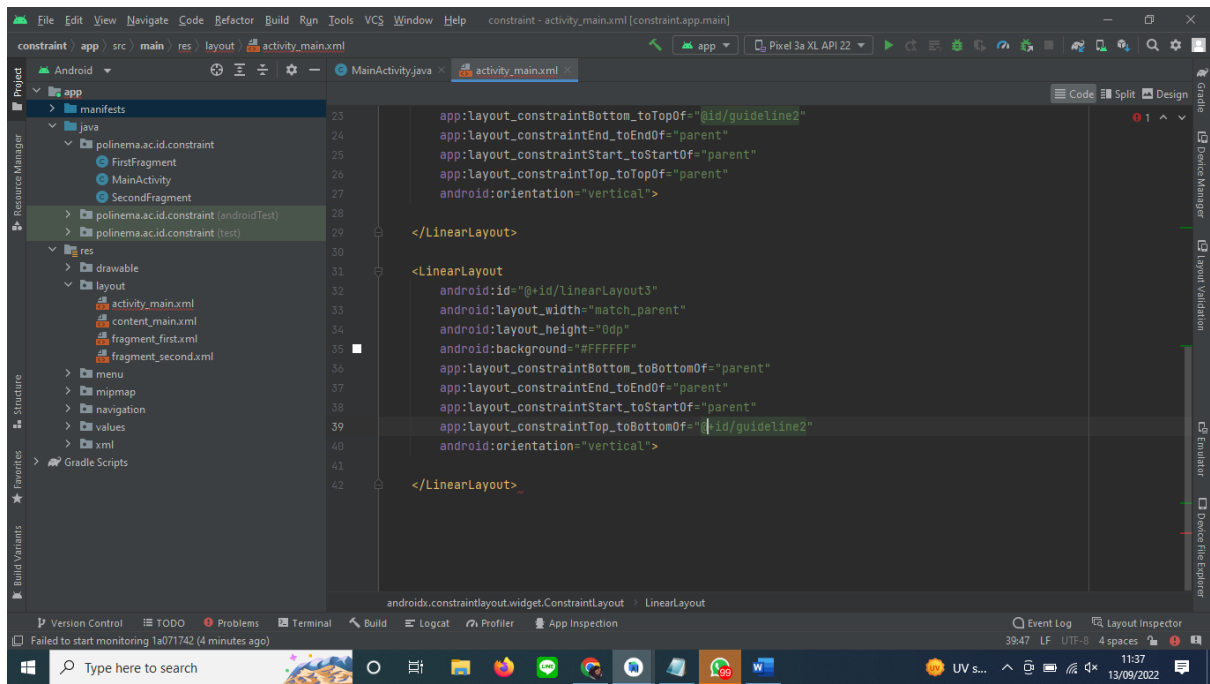 File Edit View Navigate Code Refactor Build Run Tools VCS Window Help constraint - activity_main.xml [constraint.app.main]
constraint app src main res layout activity_main.xml app Pixel 3a XL API 22
Android MainActivity.java activity_main.xml
Code Split Design
app
manifests
java
polinema.ac.id.constraint
FirstFragment
MainActivity
SecondFragment
polinema.ac.id.constraint (androidTest)
polinema.ac.id.constraint (test)
res
drawable
layout
activity_main.xml
content_main.xml
fragment_first.xml
fragment_second.xml
menu
mipmap
navigation
values
xml
Gradle Scripts
Project
Resource Manager
Structure
Favorites
Build Variants
1
23 app:layout_constraintBottom_toTopOf="@id/guideline2"
24 app:layout_constraintEnd_toEndOf="parent"
25 app:layout_constraintStart_toStartOf="parent"
26 app:layout_constraintTop_toTopOf="parent"
27 android:orientation="vertical">
28
29 </LinearLayout>
30
31 <LinearLayout
32 android:id="@+id/linearLayout3"
33 android:layout_width="match_parent"
34 android:layout_height="0dp"
35 android:background="#FFFFFF"
36 app:layout_constraintBottom_toBottomOf="parent"
37 app:layout_constraintEnd_toEndOf="parent"
38 app:layout_constraintStart_toStartOf="parent"
39 app:layout_constraintTop_toBottomOf="@+id/guideline2"
40 android:orientation="vertical">
41
42 </LinearLayout>
Gradle
Device Manager
Layout Validation
Emulator
Device File Explorer
androidx.constraintlayout.widget.ConstraintLayout LinearLayout
Version Control TODO Problems Terminal Build Logcat Profiler App Inspection Event Log Layout Inspector
Failed to start monitoring 1a071742 (4 minutes ago) 39:47 LF UTF-8 4 spaces
Type here to search LINE 99 W UV UV s... 11:37
13/09/2022